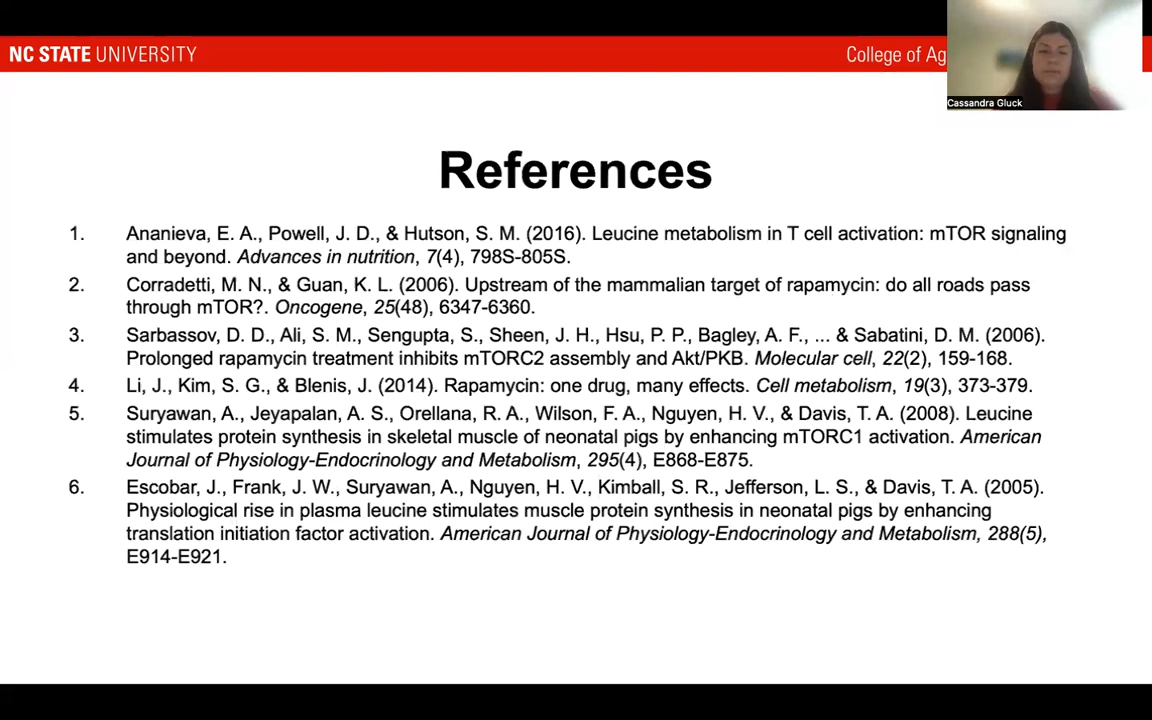 NC STATE UNIVERSITY
College of Ag
Cassandra Gluck
References
1. Ananieva, E. A., Powell, J. D., & Hutson, S. M. (2016). Leucine metabolism in T cell activation: mTOR signaling
and beyond. Advances in nutrition, 7(4), 798S-805S.
2. Corradetti, M. N., & Guan, K. L. (2006). Upstream of the mammalian target of rapamycin: do all roads pass
through mTOR?. Oncogene, 25(48), 6347-6360.
3. Sarbassov, D. D., Ali, S. M., Sengupta, S., Sheen, J. H., Hsu, P. P., Bagley, A. F., ... & Sabatini, D. M. (2006).
Prolonged rapamycin treatment inhibits mTORC2 assembly and Akt/PKB. Molecular cell, 22(2), 159-168.
4. Li, J., Kim, S. G., & Blenis, J. (2014). Rapamycin: one drug, many effects. Cell metabolism, 19(3), 373-379.
5. Suryawan, A., Jeyapalan, A. S., Orellana, R. A., Wilson, F. A., Nguyen, H. V., & Davis, T. A. (2008). Leucine
stimulates protein synthesis in skeletal muscle of neonatal pigs by enhancing mTORC1 activation. American
Journal of Physiology-Endocrinology and Metabolism, 295(4), E868-E875.
6. Escobar, J., Frank, J. W., Suryawan, A., Nguyen, H. V., Kimball, S. R., Jefferson, L. S., & Davis, T. A. (2005).
Physiological rise in plasma leucine stimulates muscle protein synthesis in neonatal pigs by enhancing
translation initiation factor activation. American Journal of Physiology-Endocrinology and Metabolism, 288(5),
E914-E921.